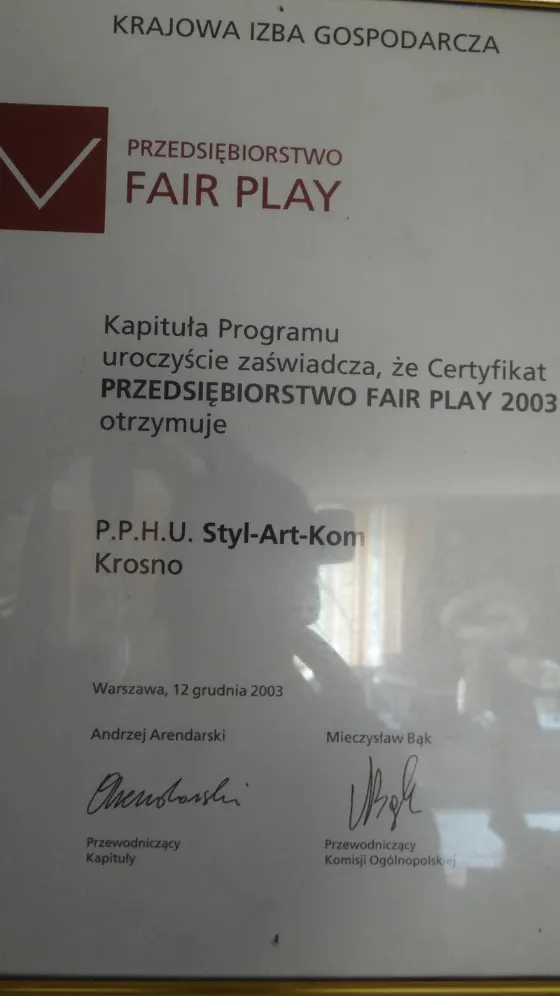 KRAJOWA IZBA GOSPODARCZA
PRZEDSIĘBIORSTWO
FAIR PLAY
Kapituła Programu
uroczyście zaświadcza, że Certyfikat
PRZEDSIĘBIORSTWO FAIR PLAY 2003
otrzymuje
P.P.H.U. Styl-Art-Kom
Krosno
Warszawa, 12 grudnia 2003
Andrzej Arendarski
Mieczysław Bąk
Arendarski
MBąk
Przewodniczący
Kapituły
Przewodniczący
Komisji Ogólnopolskiej